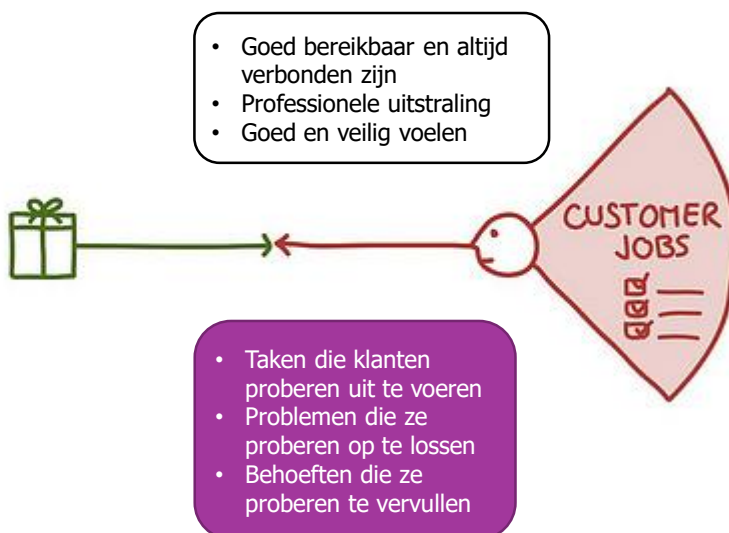 • Goed bereikbaar en altijd
verbonden zijn
• Professionele uitstraling
• Goed en veilig voelen
CUSTOMER
JOBS
• Taken die klanten
proberen uit te voeren
• Problemen die ze
proberen op te lossen
• Behoeften die ze
proberen te vervullen